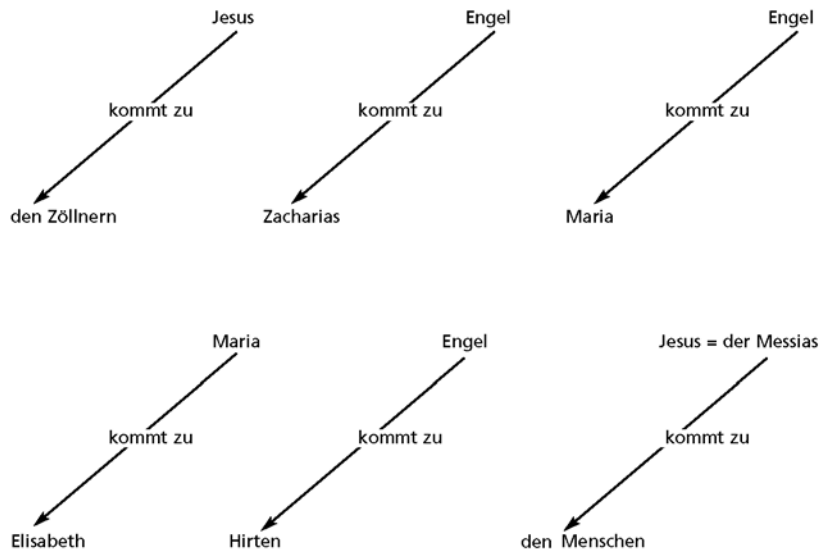 Jesus Engel Engel
kommt zu kommt zu kommt zu
den Zöllnern Zacharias Maria
Maria Engel Jesus = der Messias
kommt zu kommt zu kommt zu
Elisabeth Hirten den Menschen